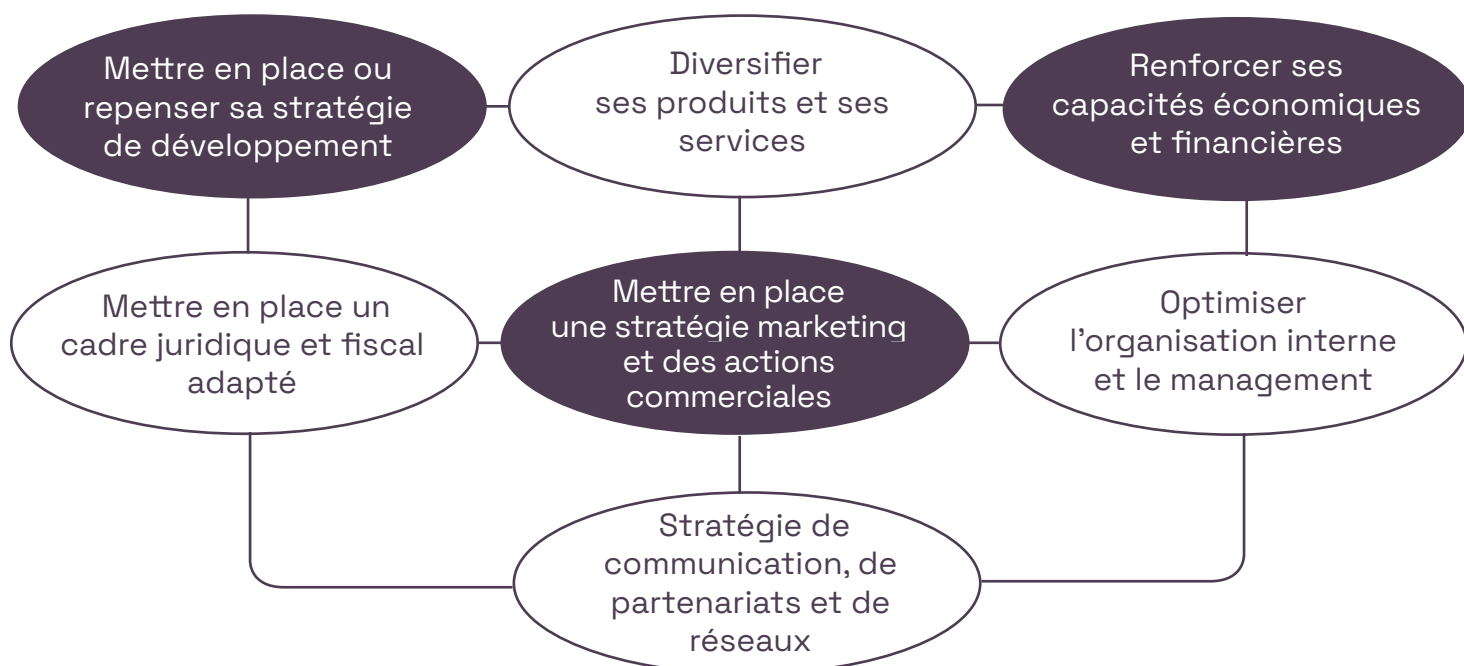 Mettre en place ou
repenser sa stratégie
de développement
Diversifier
ses produits et ses
services
Renforcer ses
capacités économiques
et financières
Mettre en place un
cadre juridique et fiscal
adapté
Mettre en place
une stratégie marketing
et des actions
commerciales
Optimiser
l'organisation interne
et le management
Stratégie de
communication, de
partenariats et de
réseaux